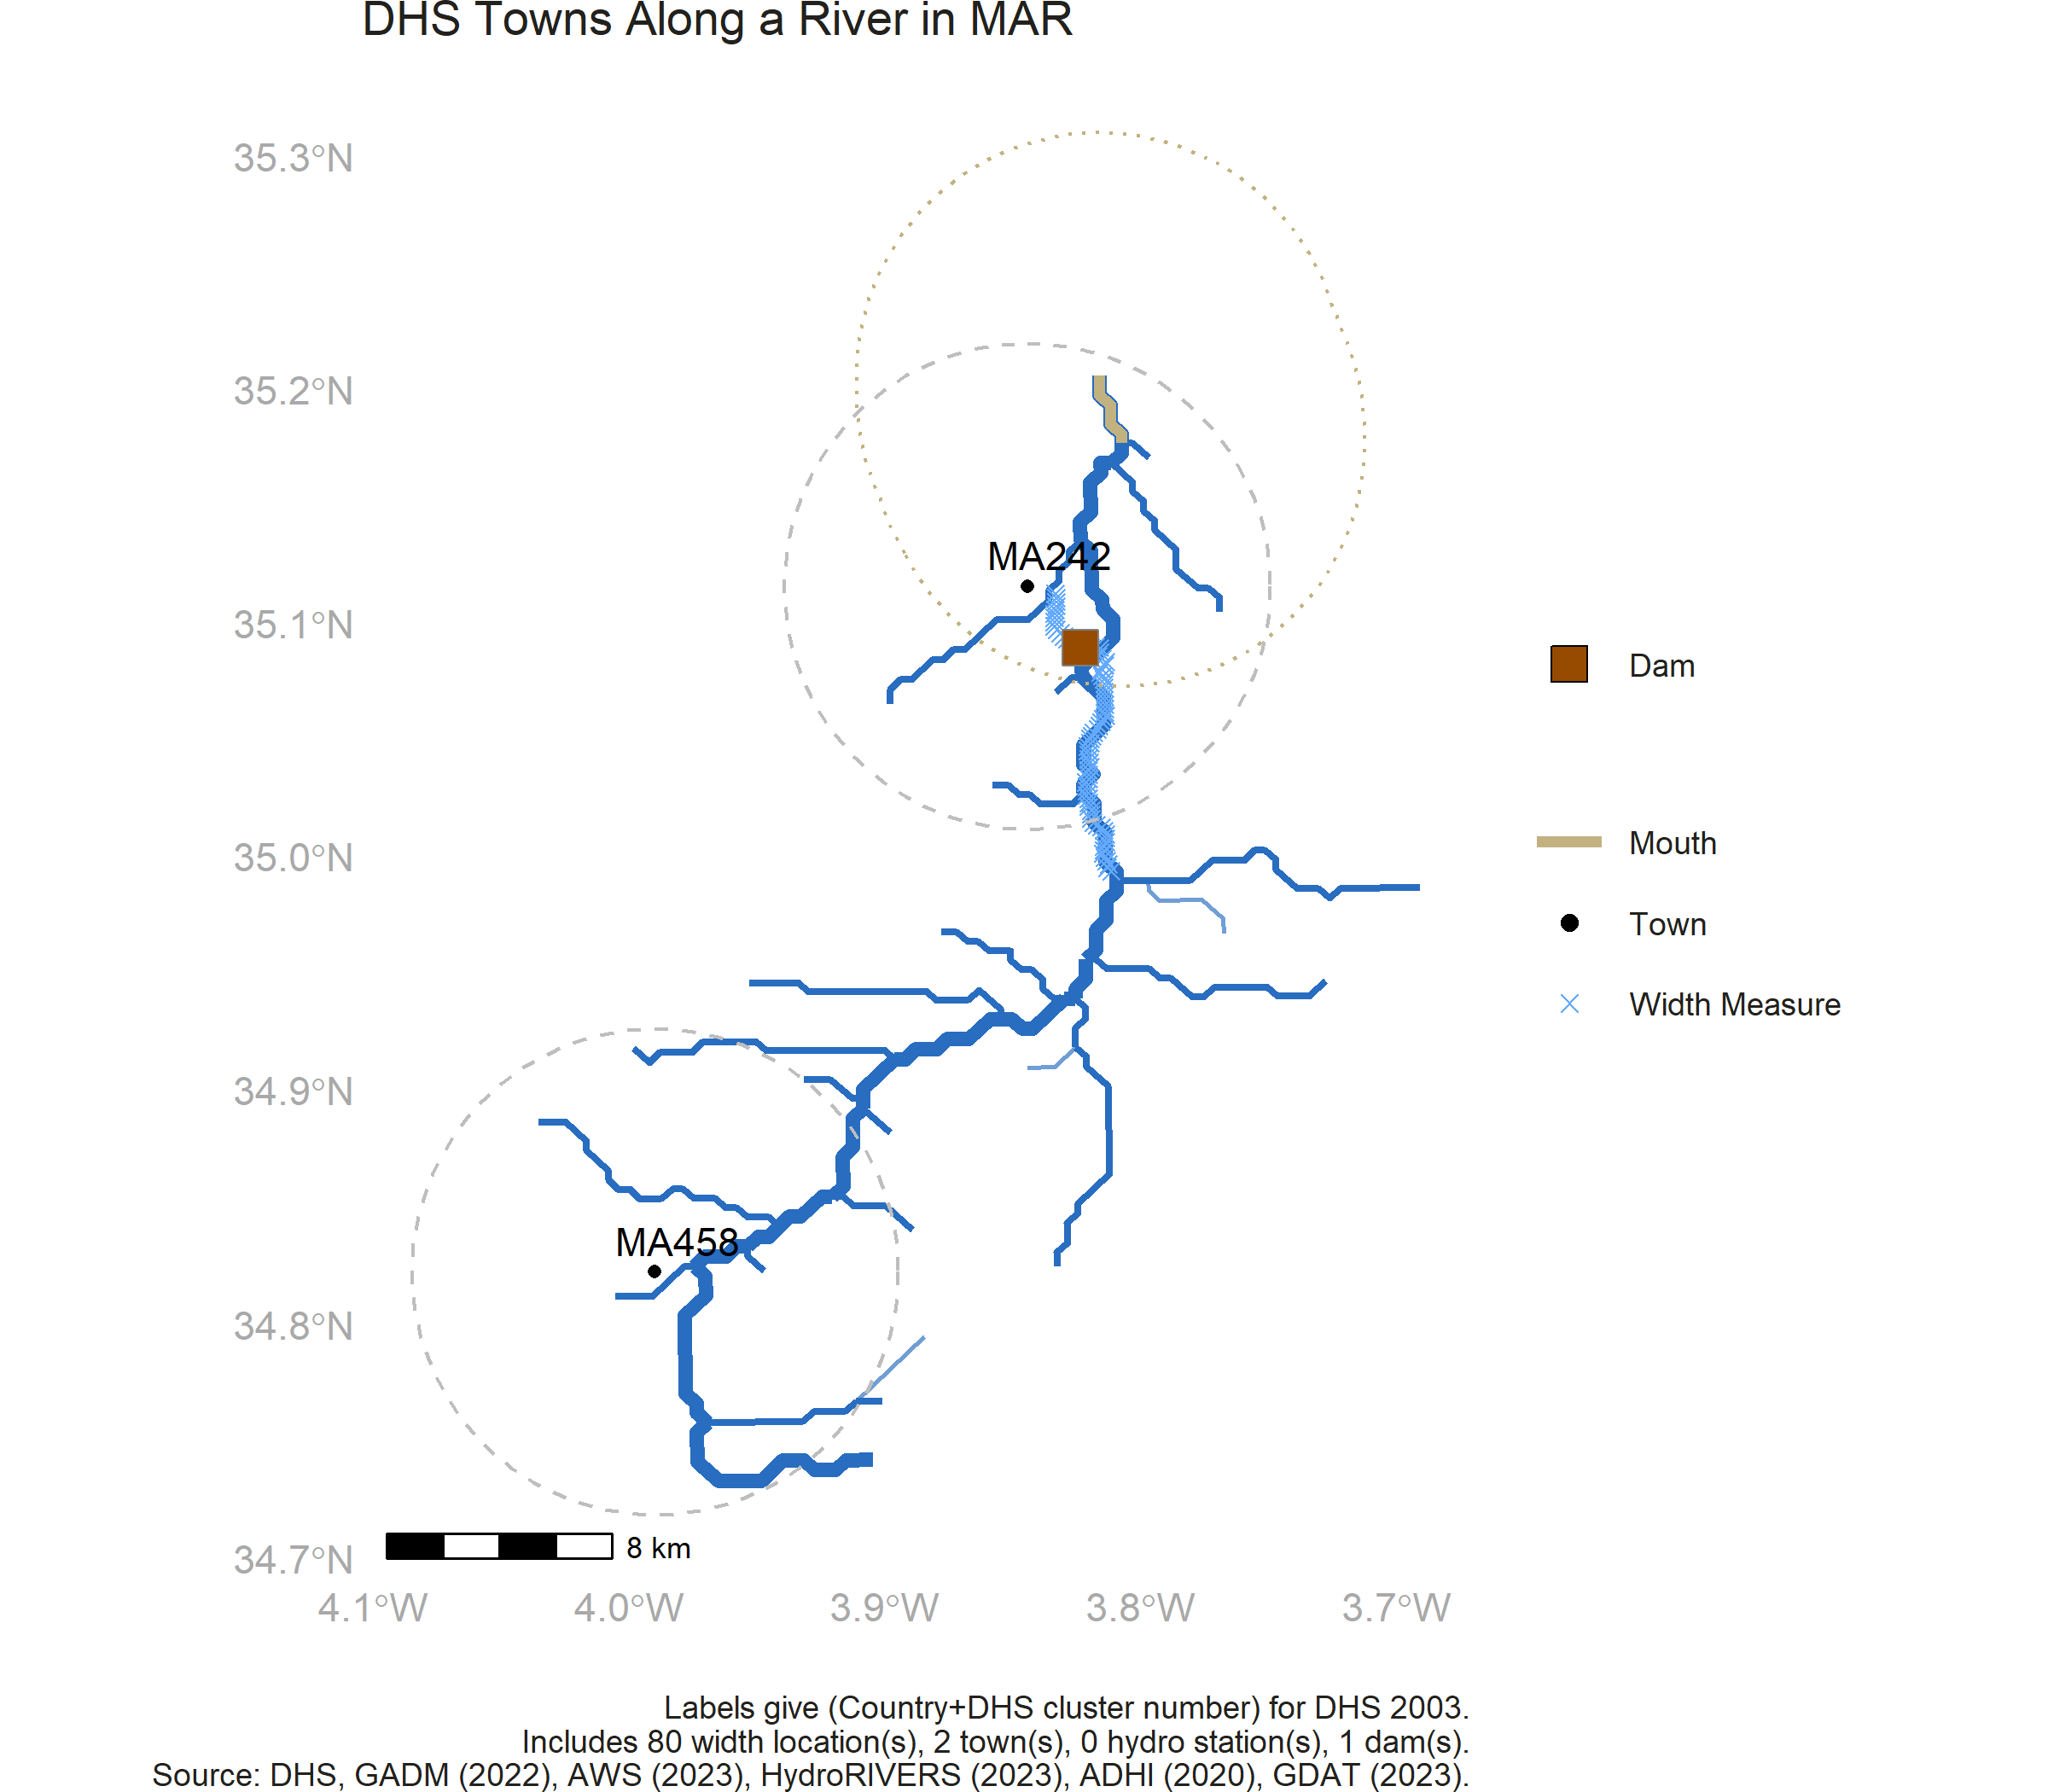 DHS Towns Along a River in MAR
35.3°N
35.2°N
MA242
35.1°N
Dam
35.0°N
Mouth
Town
Width Measure
34.9°N
MA458
34.8°N
34.7°N
8 km
4.1°W 4.0°W 3.9°W 3.8°W 3.7°W
Labels give (Country+DHS cluster number) for DHS 2003.
Includes 80 width location(s), 2 town(s), 0 hydro station(s), 1 dam(s).
Source: DHS, GADM (2022), AWS (2023), HydroRIVERS (2023), ADHI (2020), GDAT (2023).